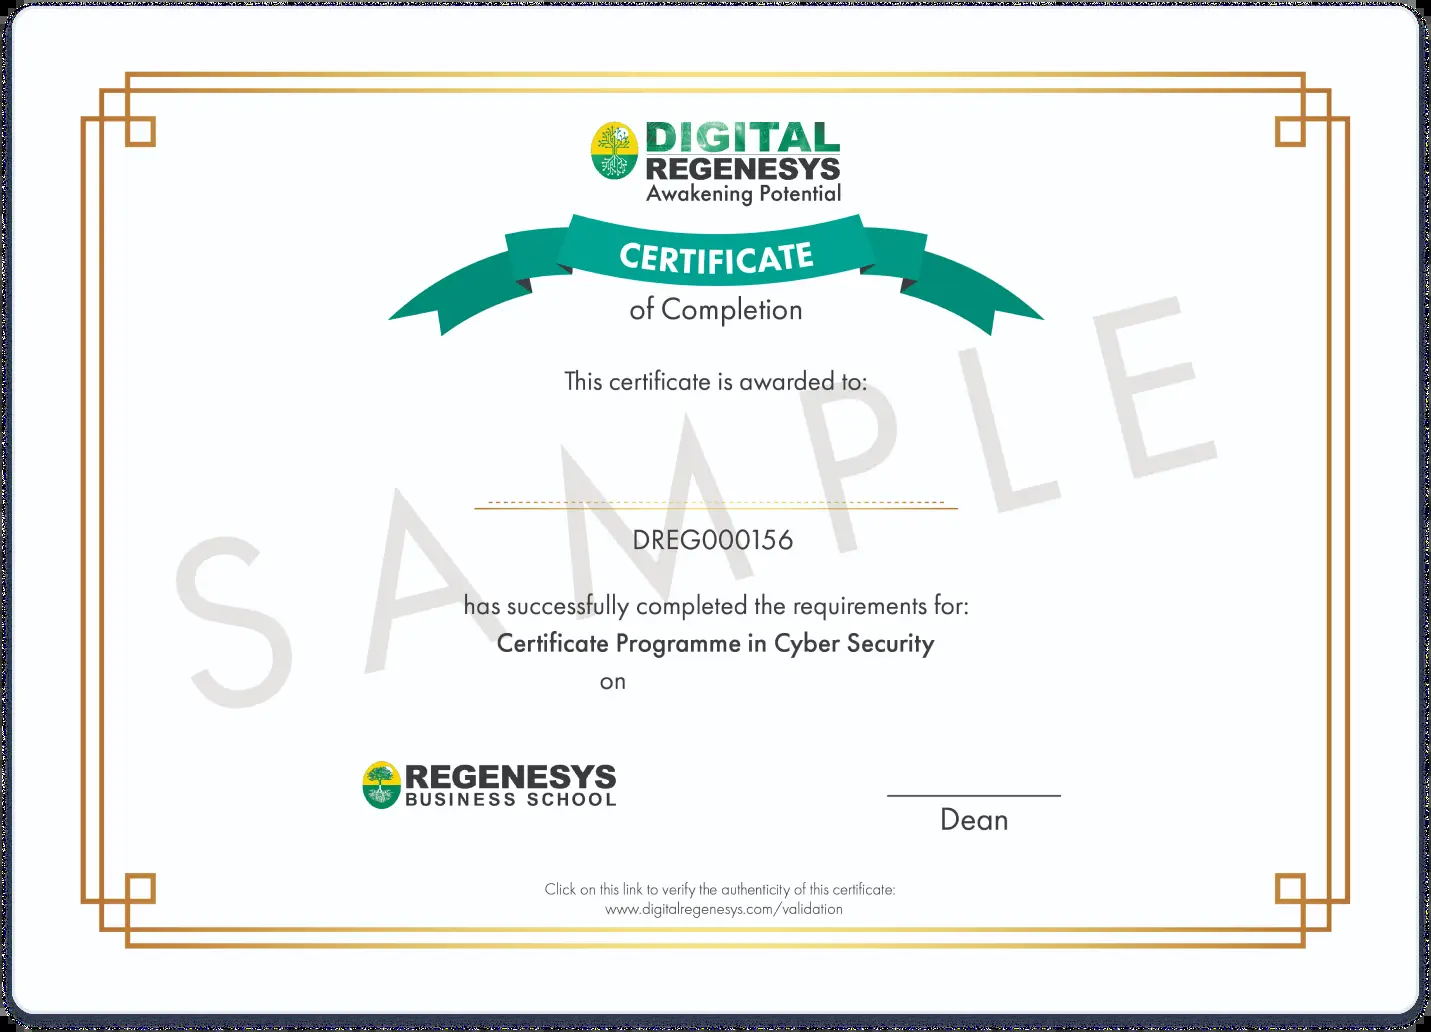 DIGITAL
REGENESYS
Awakening Potential
CERTIFICATE
of Completion
This certificate is awarded to:
SAMPLE
DREG000156
has successfully completed the requirements for:
Certificate Programme in Cyber Security
on
REGENESYS
BUSINESS SCHOOL
Dean
Click on this link to verify the authenticity of this certificate:
www.digitalregenesys.com/validation